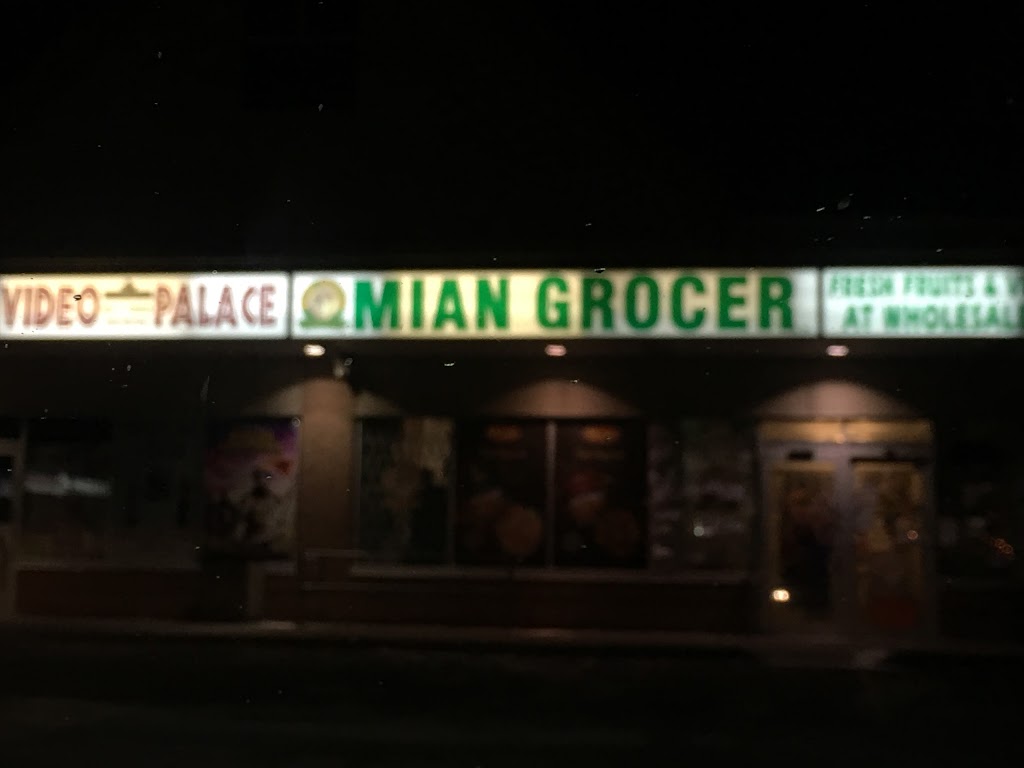 VIDEO PALACE
MIAN GROCER
FRESH FRUITS &
AT WHOLESAL